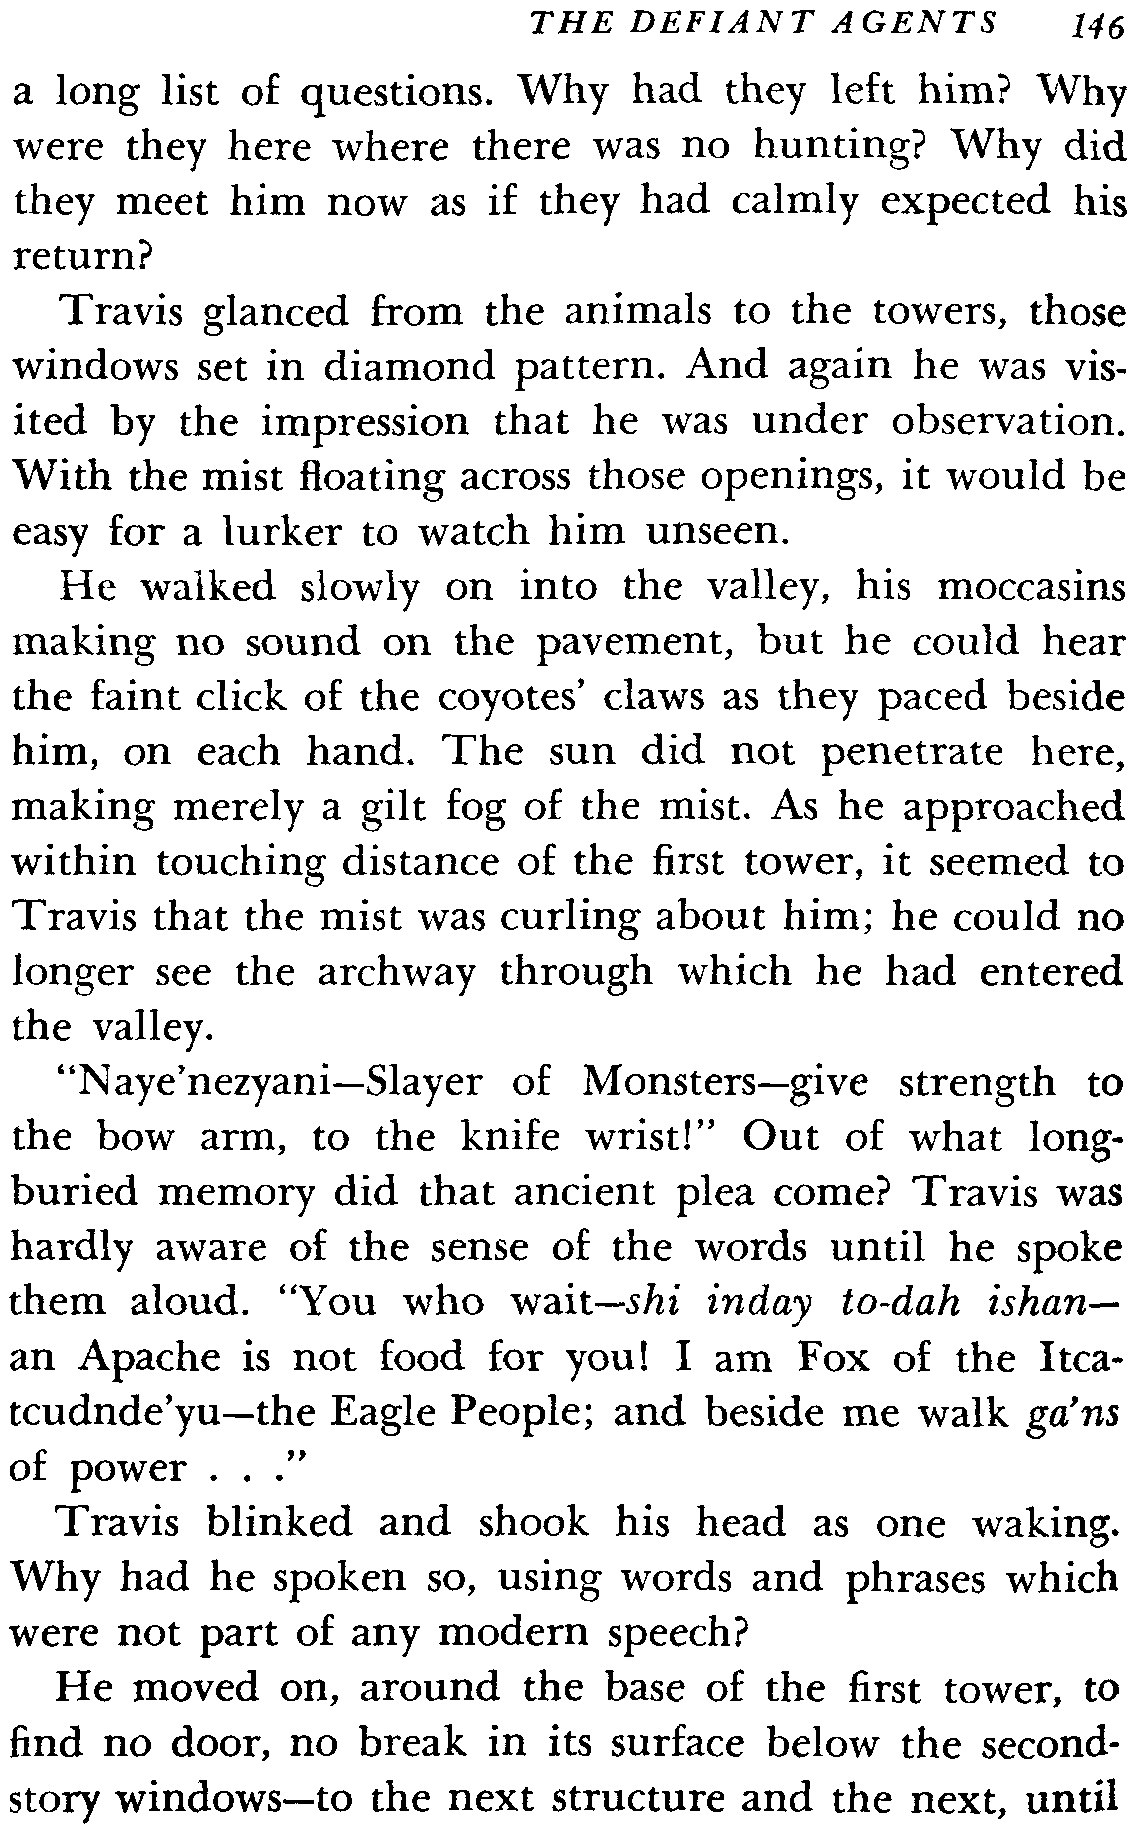 THE DEFIANT AGENTS 146
a long list of questions. Why had they left him? Why
were they here where there was no hunting? Why did
they meet him now as if they had calmly expected his
return?
Travis glanced from the animals to the towers, those
windows set in diamond pattern. And again he was vis-
ited by the impression that he was under observation.
With the mist floating across those openings, it would be
easy for a lurker to watch him unseen.
He walked slowly on into the valley, his moccasins
making no sound on the pavement, but he could hear
the faint click of the coyotes' claws as they paced beside
him, on each hand. The sun did not penetrate here,
making merely a gilt fog of the mist. As he approached
within touching distance of the first tower, it seemed to
Travis that the mist was curling about him; he could no
longer see the archway through which he had entered
the valley.
"Naye'nezyani—Slayer of Monsters—give strength to
the bow arm, to the knife wrist!" Out of what long-
buried memory did that ancient plea come? Travis was
hardly aware of the sense of the words until he spoke
them aloud. "You who wait—shi inday to-dah ishan—
an Apache is not food for you! I am Fox of the Itca-
tcudnde'yu—the Eagle People; and beside me walk ga'ns
of power . . ."
Travis blinked and shook his head as one waking.
Why had he spoken so, using words and phrases which
were not part of any modern speech?
He moved on, around the base of the first tower, to
find no door, no break in its surface below the second-
story windows—to the next structure and the next, until